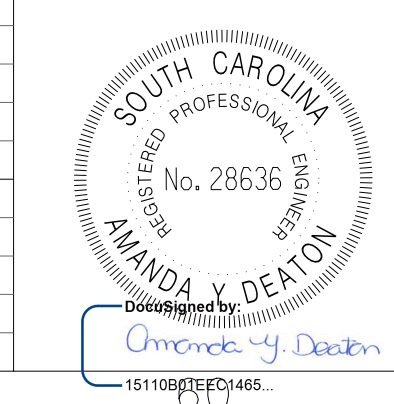 SOUTH CAROLINA
REGISTERED PROFESSIONAL ENGINEER
No. 28636
AMANDA Y DEATON
DocuSigned by:
Amanda Y. Deaton
15110B01EEC1465...